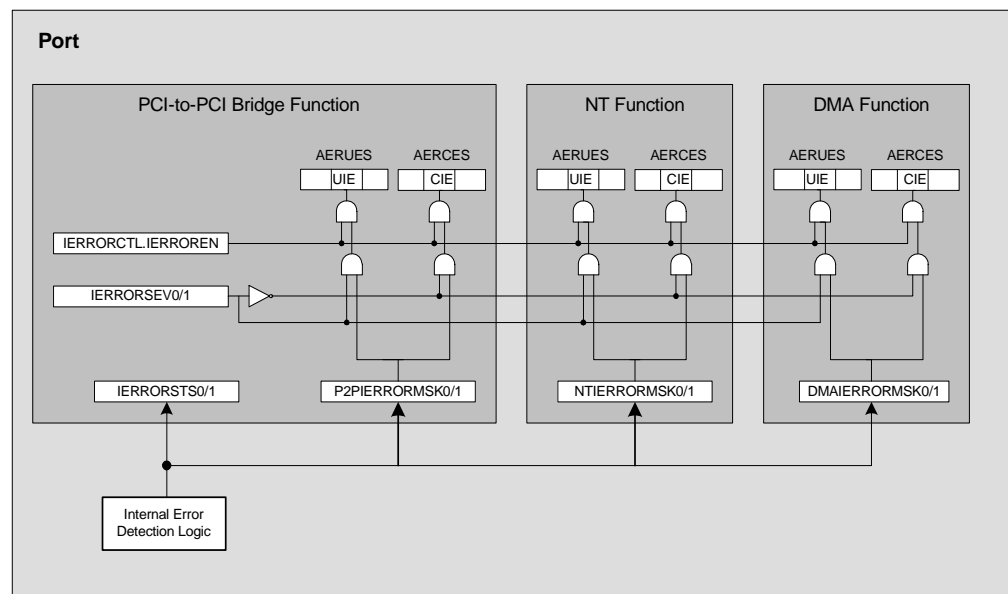 Port
PCI-to-PCI Bridge Function
NT Function
DMA Function
AERUES
AERCES
AERUES
AERCES
AERUES
AERCES
UIE
CIE
UIE
CIE
UIE
CIE
IERRORCTL.IERROREN
IERRORSEV0/1
IERRORSTS0/1
P2PIERRORMSK0/1
NTIERRORMSK0/1
DMAIERRORMSK0/1
Internal Error
Detection Logic